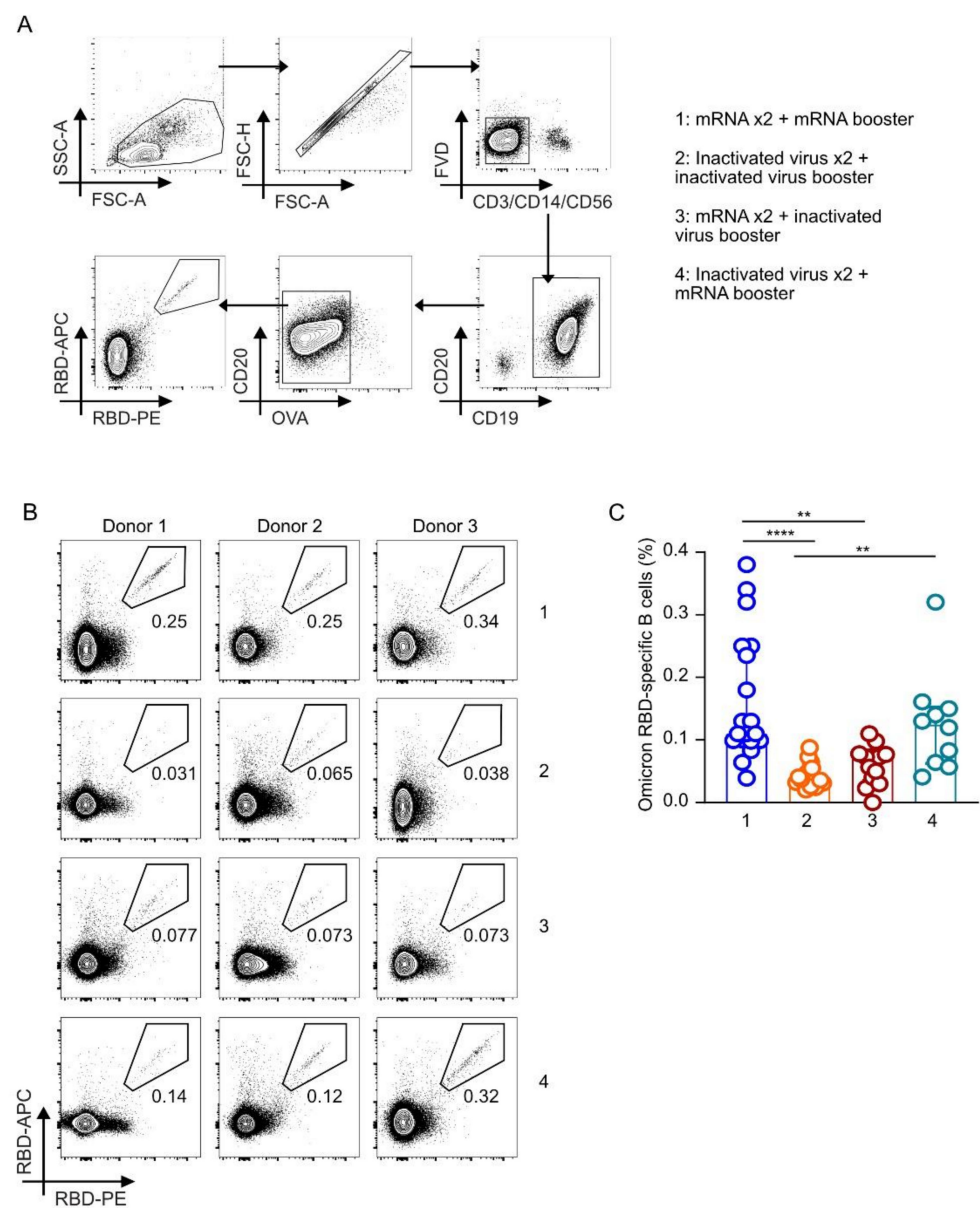 A
SSC-A
FSC-A
FSC-H
FSC-A
FVD
CD3/CD14/CD56
RBD-APC
RBD-PE
CD20
OVA
CD20
CD19
1: mRNA x2 + mRNA booster
2: Inactivated virus x2 +
inactivated virus booster
3: mRNA x2 + inactivated
virus booster
4: Inactivated virus x2 +
mRNA booster
B
Donor 1 Donor 2 Donor 3
0.25 0.25 0.34 1
0.031 0.065 0.038 2
0.077 0.073 0.073 3
0.14 0.12 0.32 4
RBD-APC
RBD-PE
C
**
****
**
Omicron RBD-specific B cells (%)
0.4
0.3
0.2
0.1
0.0
1 2 3 4